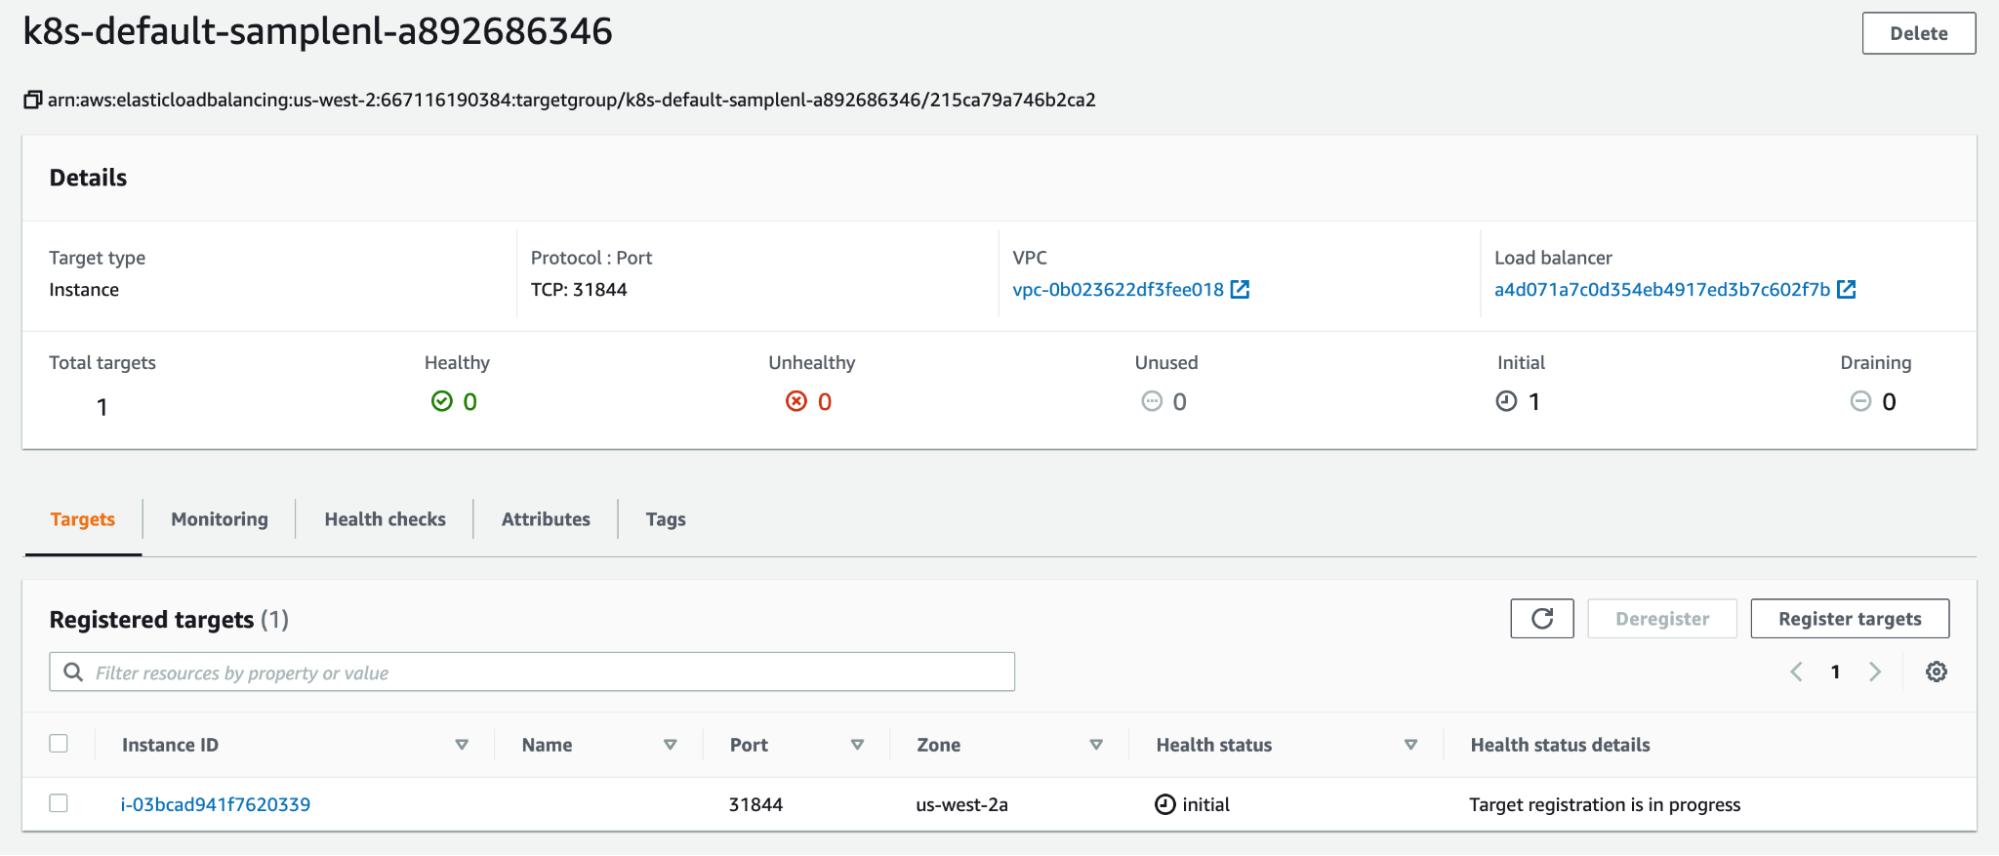 k8s-default-samplenl-a892686346
Delete
arn:aws:elasticloadbalancing:us-west-2:667116190384:targetgroup/k8s-default-samplenl-a892686346/215ca79a746b2ca2
Details
Target type
Instance
Protocol : Port
TCP: 31844
VPC
vpc-0b023622df3fee018
Load balancer
a4d071a7c0d354eb4917ed3b7c602f7b
Total targets
1
Healthy
0
Unhealthy
0
Unused
0
Initial
1
Draining
0
Targets
Monitoring
Health checks
Attributes
Tags
Registered targets (1)
Deregister
Register targets
Filter resources by property or value
1
Instance ID
Name
Port
Zone
Health status
Health status details
i-03bcad941f7620339
31844
us-west-2a
initial
Target registration is in progress